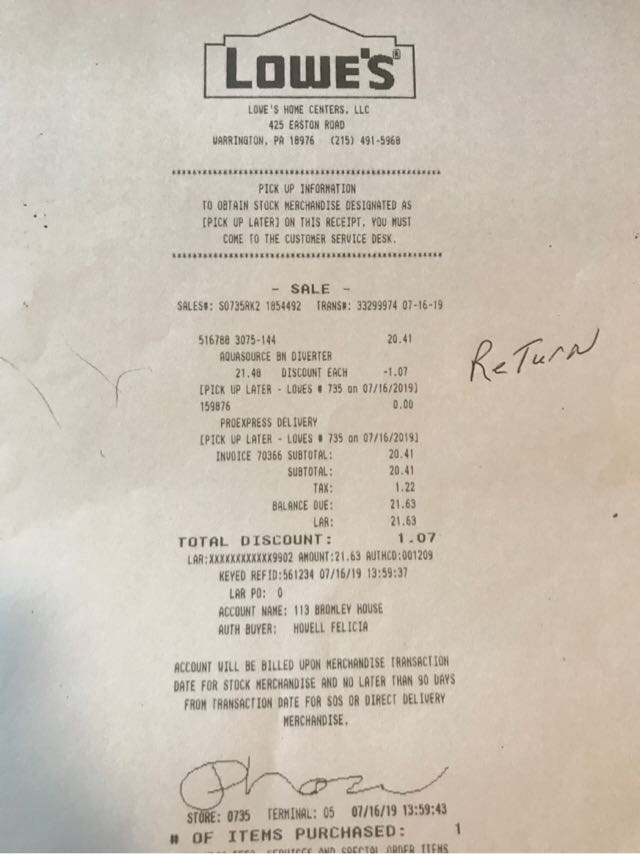 LOWE'S®
LOWE'S HOME CENTERS, LLC
425 EASTON ROAD
WARRINGTON, PA 18976 (215) 491-5968
PICK UP INFORMATION
TO OBTAIN STOCK MERCHANDISE DESIGNATED AS
[PICK UP LATER] ON THIS RECEIPT, YOU MUST
COME TO THE CUSTOMER SERVICE DESK.
- SALE -
SALES#: S0735RK2 1854492 TRANS#: 33299974 07-16-19
516788 3075-144 20.41
AQUASOURCE BN DIVERTER
21.48 DISCOUNT EACH -1.07
[PICK UP LATER - LOWES # 735 on 07/16/2019]
159876 0.00
PROEXPRESS DELIVERY
[PICK UP LATER - LOWES # 735 on 07/16/2019]
INVOICE 70366 SUBTOTAL: 20.41
SUBTOTAL: 20.41
TAX: 1.22
BALANCE DUE: 21.63
LAR: 21.63
TOTAL DISCOUNT: 1.07
LAR:XXXXXXXXXXXX9902 AMOUNT:21.63 AUTHCD:001209
KEYED REFID:561234 07/16/19 13:59:37
LAR PO: 0
ACCOUNT NAME: 113 BROMLEY HOUSE
AUTH BUYER: HOWELL FELICIA
ACCOUNT WILL BE BILLED UPON MERCHANDISE TRANSACTION
DATE FOR STOCK MERCHANDISE AND NO LATER THAN 90 DAYS
FROM TRANSACTION DATE FOR SOS OR DIRECT DELIVERY
MERCHANDISE.
STORE: 0735 TERMINAL: 05 07/16/19 13:59:43
# OF ITEMS PURCHASED: 1
AND SPECIAL ORDER ITEMS
ReTurn